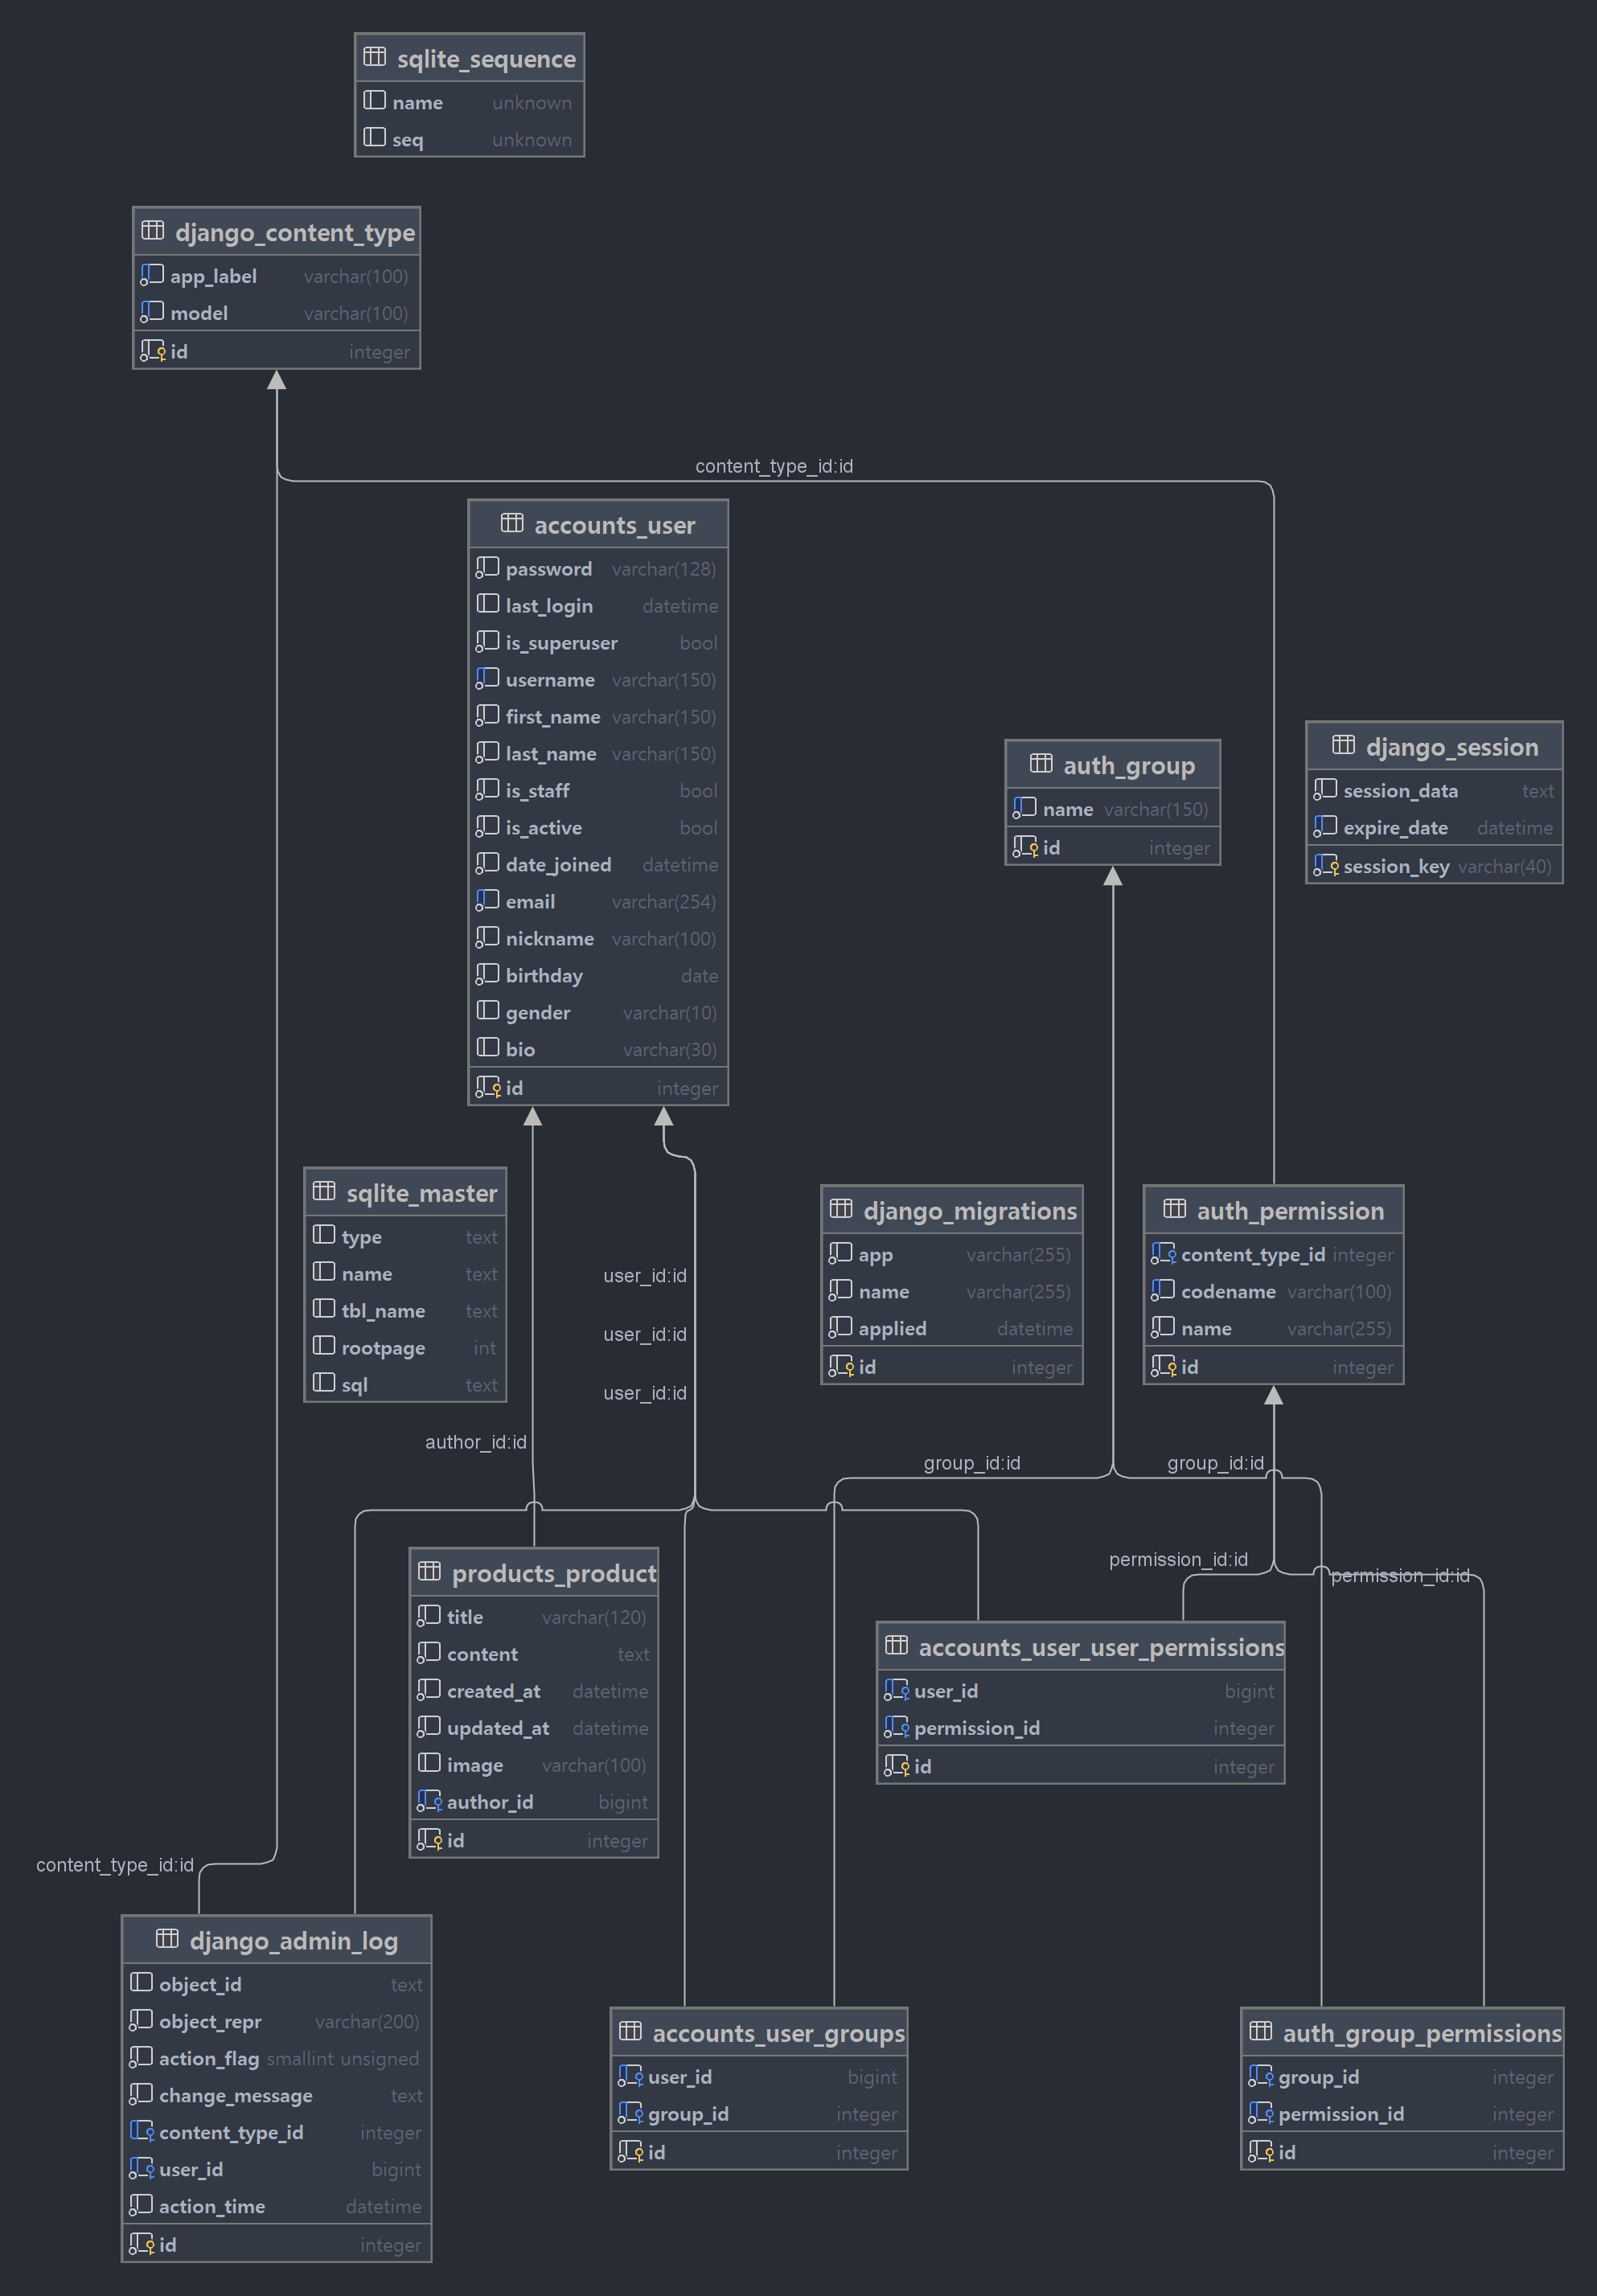 sqlite_sequence
name unknown
seq unknown
django_content_type
app_label varchar(100)
model varchar(100)
id integer
content_type_id:id
accounts_user
password varchar(128)
last_login datetime
is_superuser bool
username varchar(150)
first_name varchar(150)
last_name varchar(150)
is_staff bool
is_active bool
date_joined datetime
email varchar(254)
nickname varchar(100)
birthday date
gender varchar(10)
bio varchar(30)
id integer
auth_group
name varchar(150)
id integer
django_session
session_data text
expire_date datetime
session_key varchar(40)
sqlite_master
type text
name text
tbl_name text
rootpage int
sql text
user_id:id
user_id:id
user_id:id
author_id:id
django_migrations
app varchar(255)
name varchar(255)
applied datetime
id integer
auth_permission
content_type_id integer
codename varchar(100)
name varchar(255)
id integer
group_id:id
group_id:id
permission_id:id
permission_id:id
products_product
title varchar(120)
content text
created_at datetime
updated_at datetime
image varchar(100)
author_id bigint
id integer
accounts_user_user_permissions
user_id bigint
permission_id integer
id integer
content_type_id:id
django_admin_log
object_id text
object_repr varchar(200)
action_flag smallint unsigned
change_message text
content_type_id integer
user_id bigint
action_time datetime
id integer
accounts_user_groups
user_id bigint
group_id integer
id integer
auth_group_permissions
group_id integer
permission_id integer
id integer